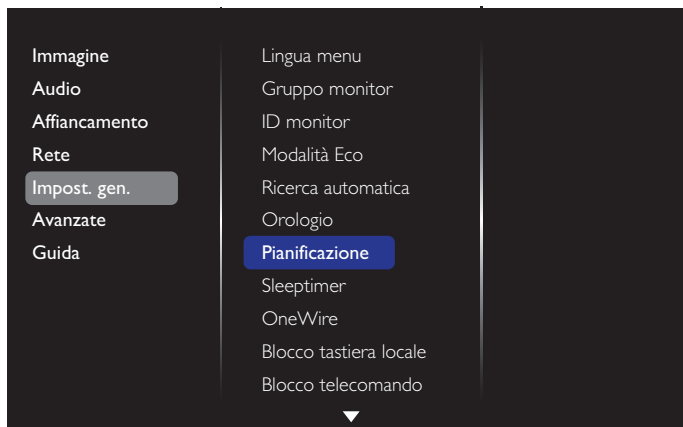 Immagine
Audio
Affiancamento
Rete
Impost. gen.
Avanzate
Guida
Lingua menu
Gruppo monitor
ID monitor
Modalità Eco
Ricerca automatica
Orologio
Pianificazione
Sleeptimer
OneWire
Blocco tastiera locale
Blocco telecomando